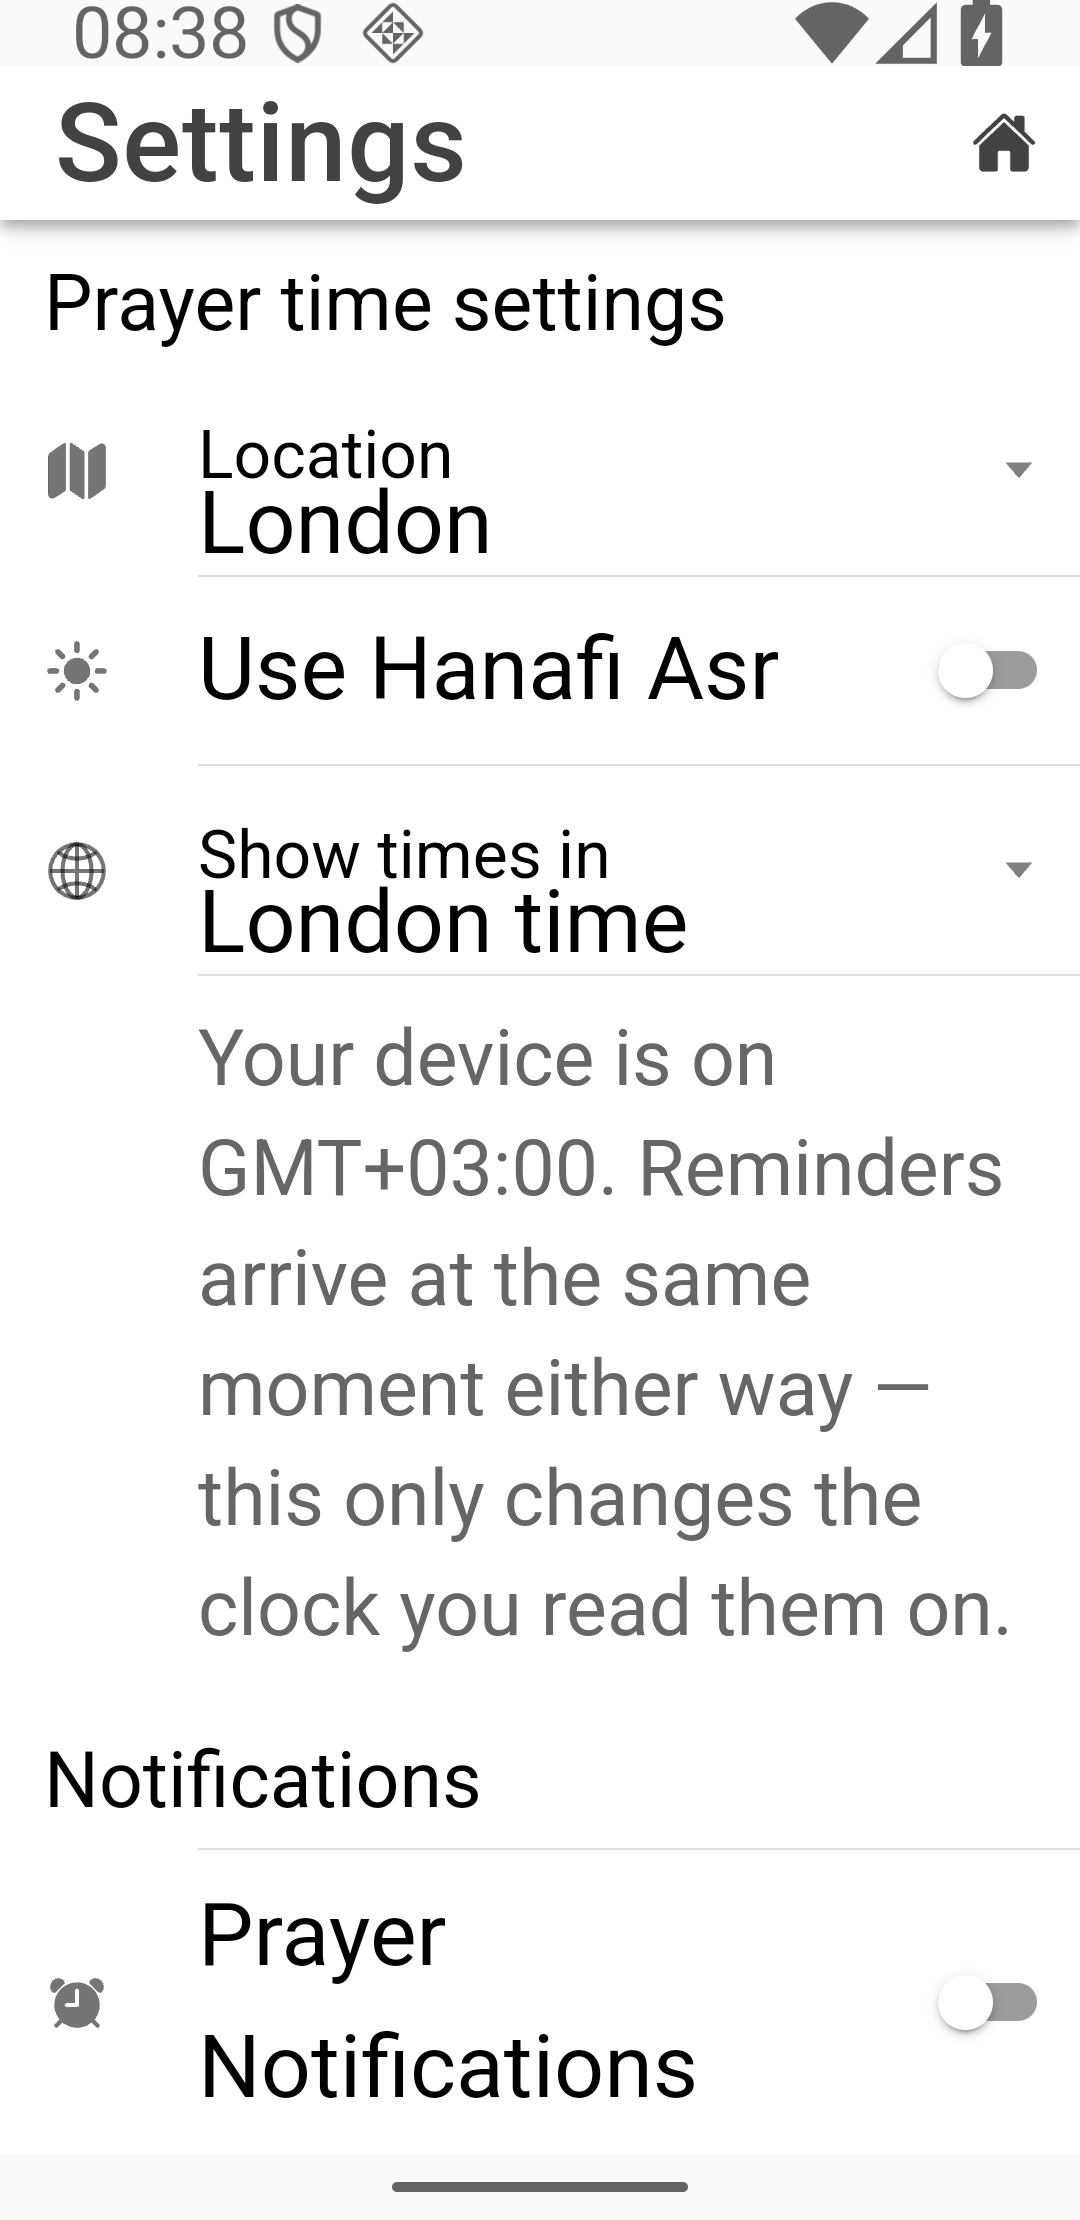 08:38
Settings
Prayer time settings
Location
London
Use Hanafi Asr
Show times in
London time
Your device is on
GMT+03:00. Reminders
arrive at the same
moment either way —
this only changes the
clock you read them on.
Notifications
Prayer
Notifications